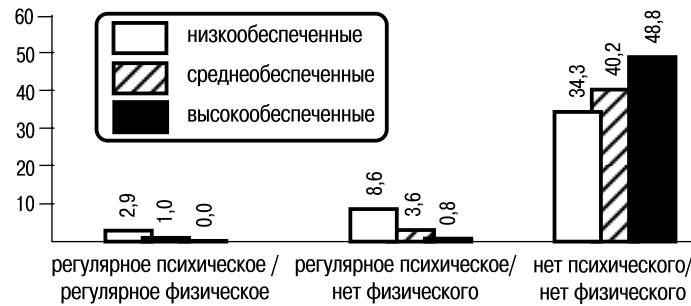 60
50
40
30
20
10
низкообеспеченные
среднеобеспеченные
высокообеспеченные
2,9
1,0
0,0
8,6
3,6
0,8
34,3
40,2
48,8
регулярное психическое /
регулярное физическое
регулярное психическое/
нет физического
нет психического/
нет физического